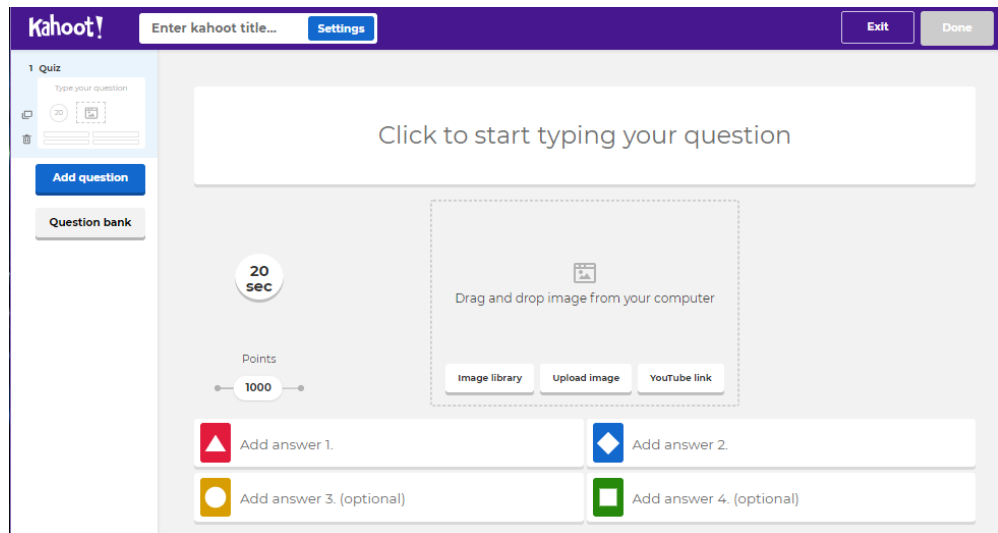 Kahoot!
Enter kahoot title...
Settings
Exit
Done
1 Quiz
Type your question
20
Add question
Question bank
Click to start typing your question
20
sec
Drag and drop image from your computer
Points
1000
Image library
Upload image
YouTube link
Add answer 1.
Add answer 2.
Add answer 3. (optional)
Add answer 4. (optional)